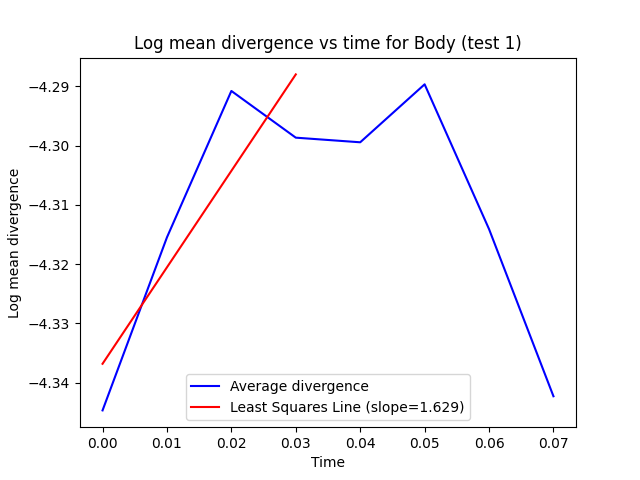 Log mean divergence vs time for Body (test 1)
Log mean divergence
−4.29
−4.30
−4.31
−4.32
−4.33
−4.34
Average divergence
Least Squares Line (slope=1.629)
0.00 0.01 0.02 0.03 0.04 0.05 0.06 0.07
Time